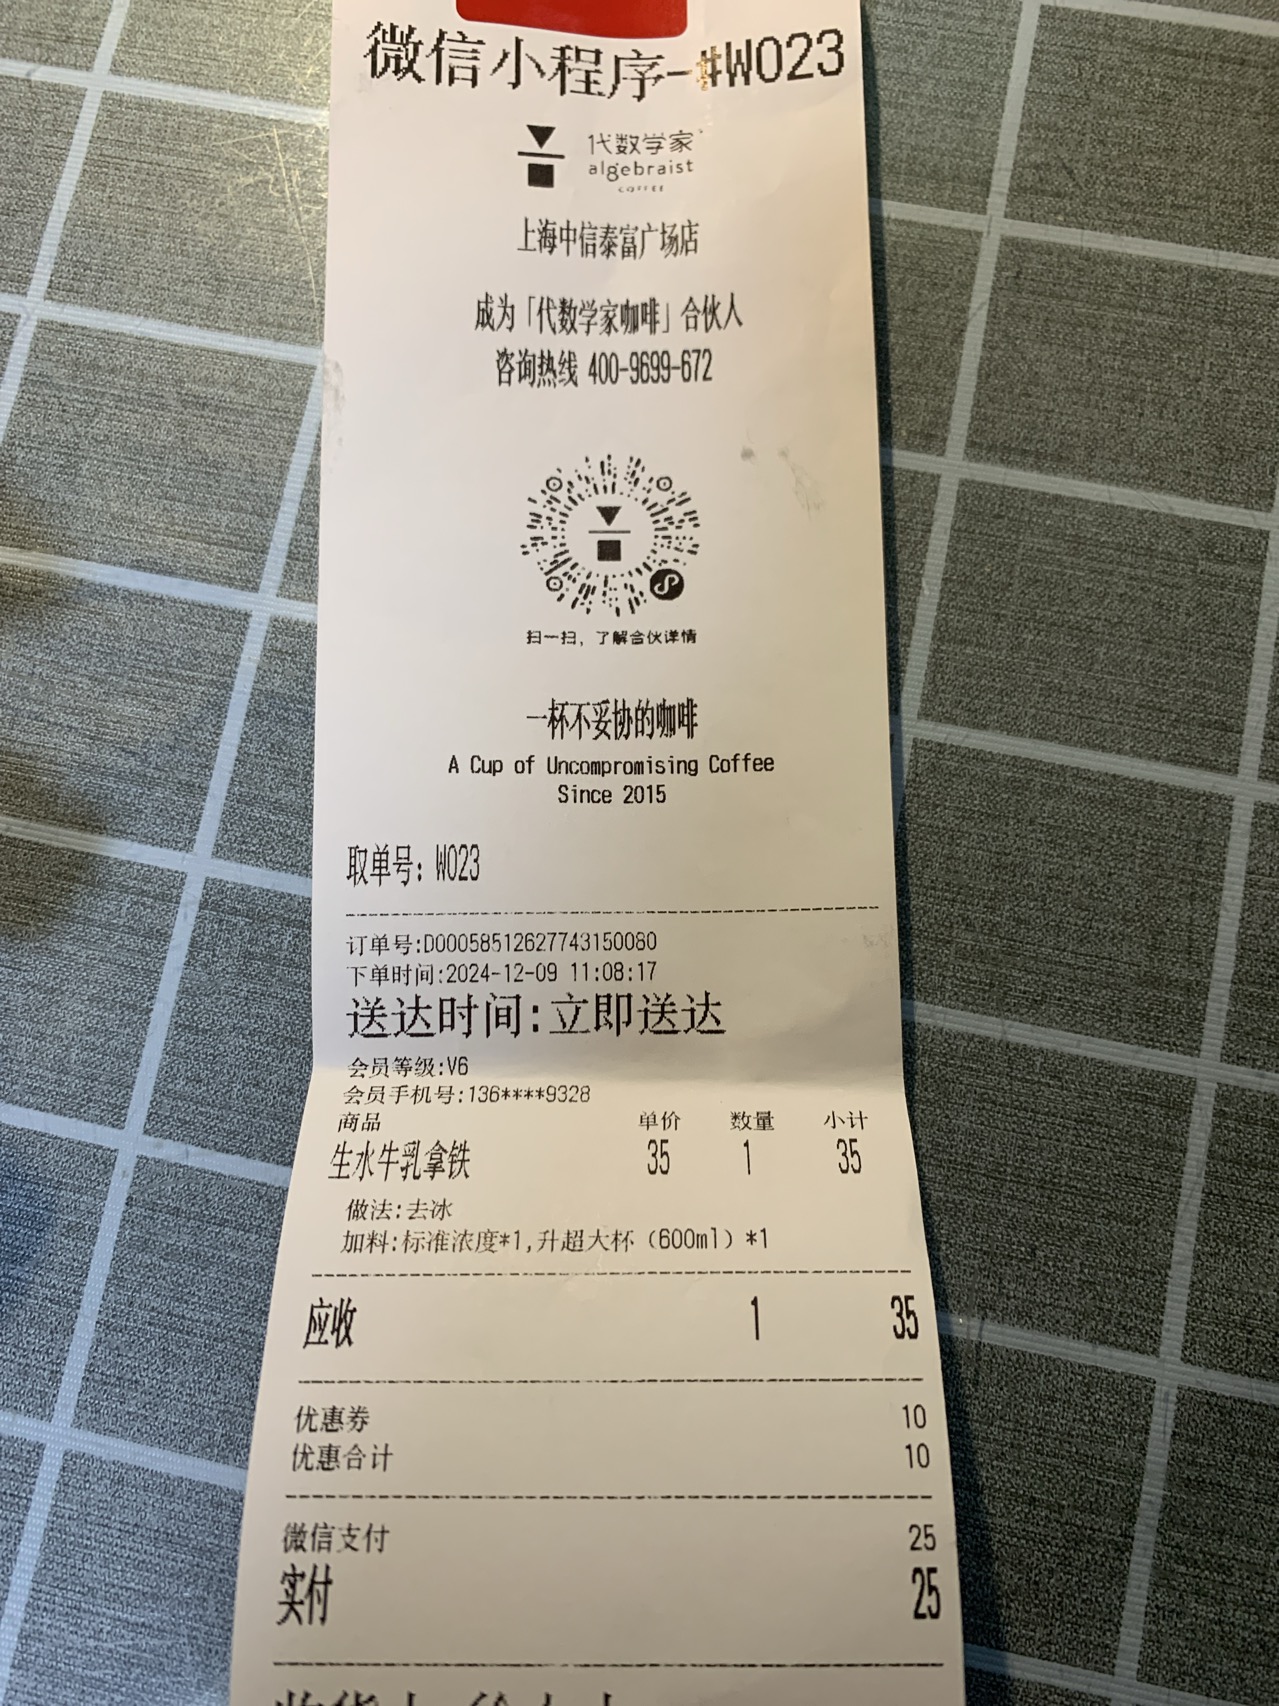 微信小程序-#W023
代数学家
algebraist
COFFEE
上海中信泰富广场店
成为「代数学家咖啡」合伙人
咨询热线 400-9699-672
扫一扫，了解合伙详情
一杯不妥协的咖啡
A Cup of Uncompromising Coffee
Since 2015
取单号: W023
订单号:D00058512627743150080
下单时间:2024-12-09 11:08:17
送达时间:立即送达
会员等级:V6
会员手机号:136****9328
商品 单价 数量 小计
生水牛乳拿铁 35 1 35
做法:去冰
加料:标准浓度*1,升超大杯（600ml）*1
应收 1 35
优惠券 10
优惠合计 10
微信支付 25
实付 25